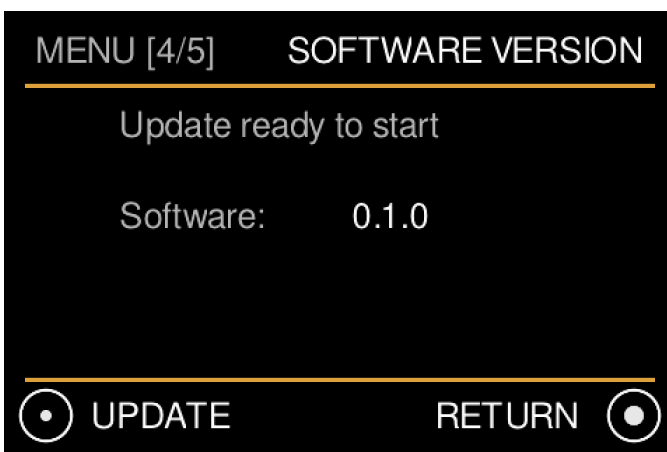 MENU [4/5] SOFTWARE VERSION
Update ready to start
Software: 0.1.0
UPDATE RETURN